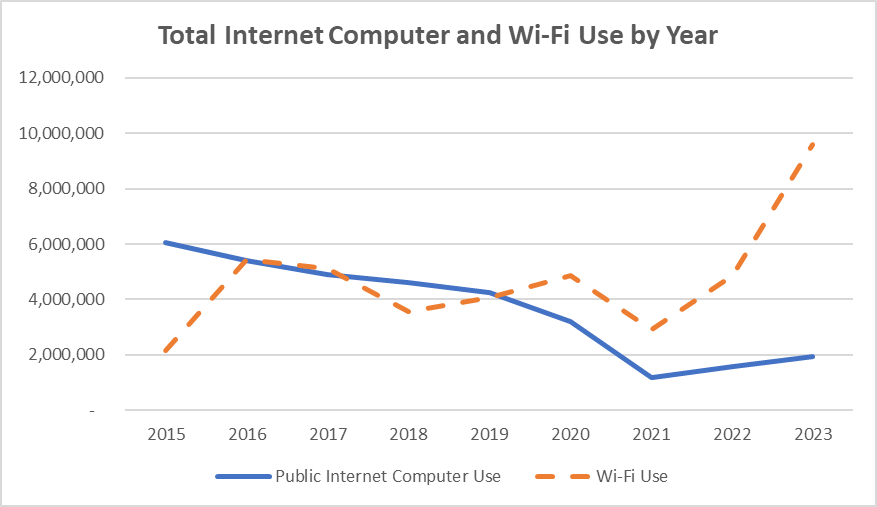 Total Internet Computer and Wi-Fi Use by Year
12,000,000
10,000,000
8,000,000
6,000,000
4,000,000
2,000,000
-
2015 2016 2017 2018 2019 2020 2021 2022 2023
Public Internet Computer Use Wi-Fi Use